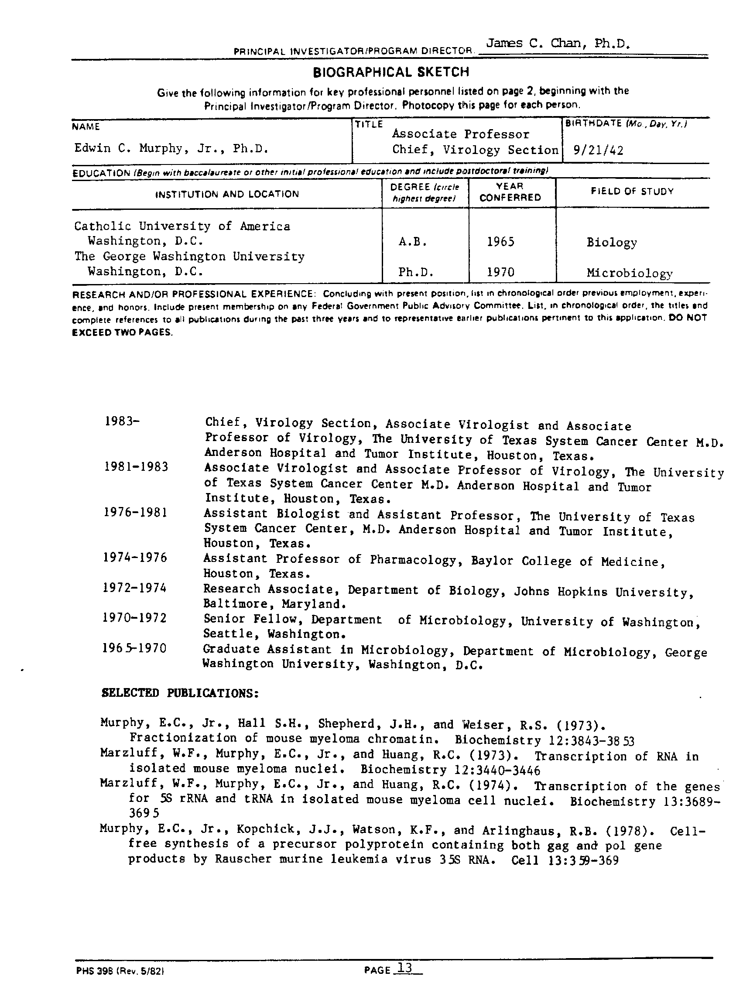 PRINCIPAL INVESTIGATOR/PROGRAM DIRECTOR: James C. Chan, Ph.D.
BIOGRAPHICAL SKETCH
Give the following information for key professional personnel listed on page 2, beginning with the
Principal Investigator/Program Director. Photocopy this page for each person.
NAME TITLE BIRTHDATE (Mo., Day, Yr.)
Associate Professor
Edwin C. Murphy, Jr., Ph.D. Chief, Virology Section 9/21/42
EDUCATION (Begin with baccalaureate or other initial professional education and include postdoctoral training)
INSTITUTION AND LOCATION DEGREE (circle highest degree) YEAR CONFERRED FIELD OF STUDY
Catholic University of America
Washington, D.C. A.B. 1965 Biology
The George Washington University
Washington, D.C. Ph.D. 1970 Microbiology
RESEARCH AND/OR PROFESSIONAL EXPERIENCE: Concluding with present position, list in chronological order previous employment, experi-
ence, and honors. Include present membership on any Federal Government Public Advisory Committee. List, in chronological order, the titles and
complete references to all publications during the past three years and to representative earlier publications pertinent to this application. DO NOT
EXCEED TWO PAGES.
1983- Chief, Virology Section, Associate Virologist and Associate
Professor of Virology, The University of Texas System Cancer Center M.D.
Anderson Hospital and Tumor Institute, Houston, Texas.
1981-1983 Associate Virologist and Associate Professor of Virology, The University
of Texas System Cancer Center M.D. Anderson Hospital and Tumor
Institute, Houston, Texas.
1976-1981 Assistant Biologist and Assistant Professor, The University of Texas
System Cancer Center, M.D. Anderson Hospital and Tumor Institute,
Houston, Texas.
1974-1976 Assistant Professor of Pharmacology, Baylor College of Medicine,
Houston, Texas.
1972-1974 Research Associate, Department of Biology, Johns Hopkins University,
Baltimore, Maryland.
1970-1972 Senior Fellow, Department of Microbiology, University of Washington,
Seattle, Washington.
1965-1970 Graduate Assistant in Microbiology, Department of Microbiology, George
Washington University, Washington, D.C.
SELECTED PUBLICATIONS:
Murphy, E.C., Jr., Hall S.H., Shepherd, J.H., and Weiser, R.S. (1973).
Fractionization of mouse myeloma chromatin. Biochemistry 12:3843-3853
Marzluff, W.F., Murphy, E.C., Jr., and Huang, R.C. (1973). Transcription of RNA in
isolated mouse myeloma nuclei. Biochemistry 12:3440-3446
Marzluff, W.F., Murphy, E.C., Jr., and Huang, R.C. (1974). Transcription of the genes
for 5S rRNA and tRNA in isolated mouse myeloma cell nuclei. Biochemistry 13:3689-
3695
Murphy, E.C., Jr., Kopchick, J.J., Watson, K.F., and Arlinghaus, R.B. (1978). Cell-
free synthesis of a precursor polyprotein containing both gag and pol gene
products by Rauscher murine leukemia virus 35S RNA. Cell 13:359-369
PHS 398 (Rev. 5/82) PAGE 13